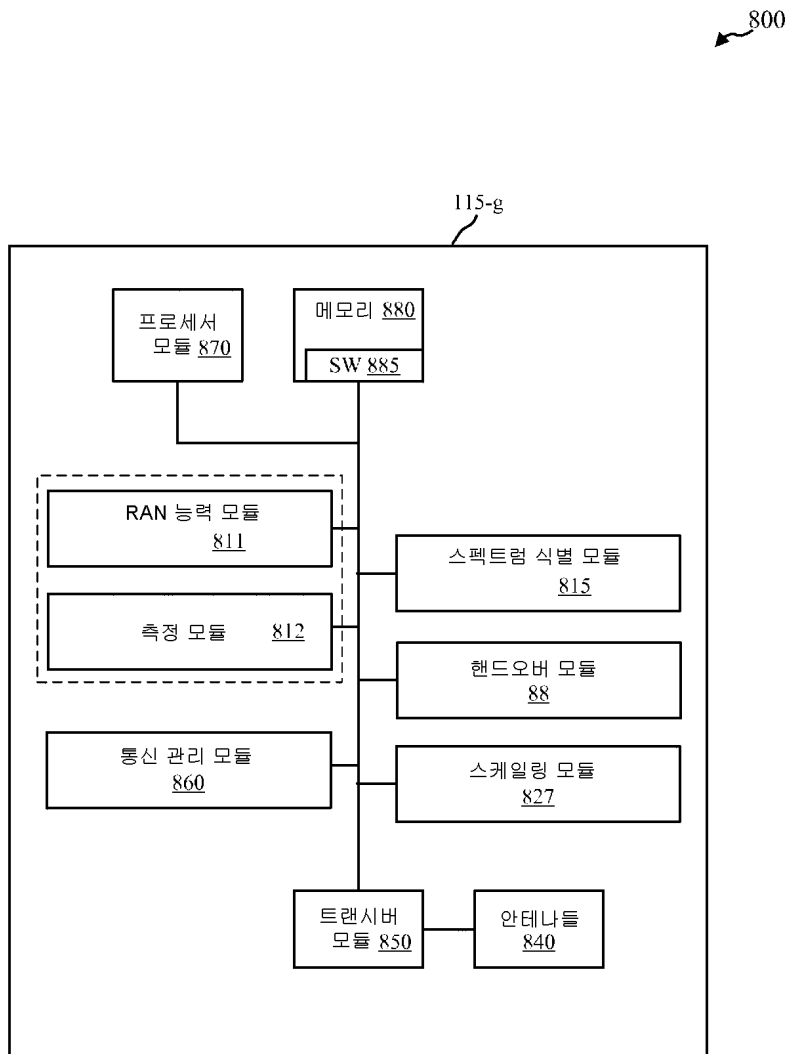 800
115-g
프로세서
모듈 870
메모리 880
SW 885
RAN 능력 모듈
811
스펙트럼 식별 모듈
815
측정 모듈 812
핸드오버 모듈
88
통신 관리 모듈
860
스케일링 모듈
827
트랜시버
모듈 850
안테나들
840